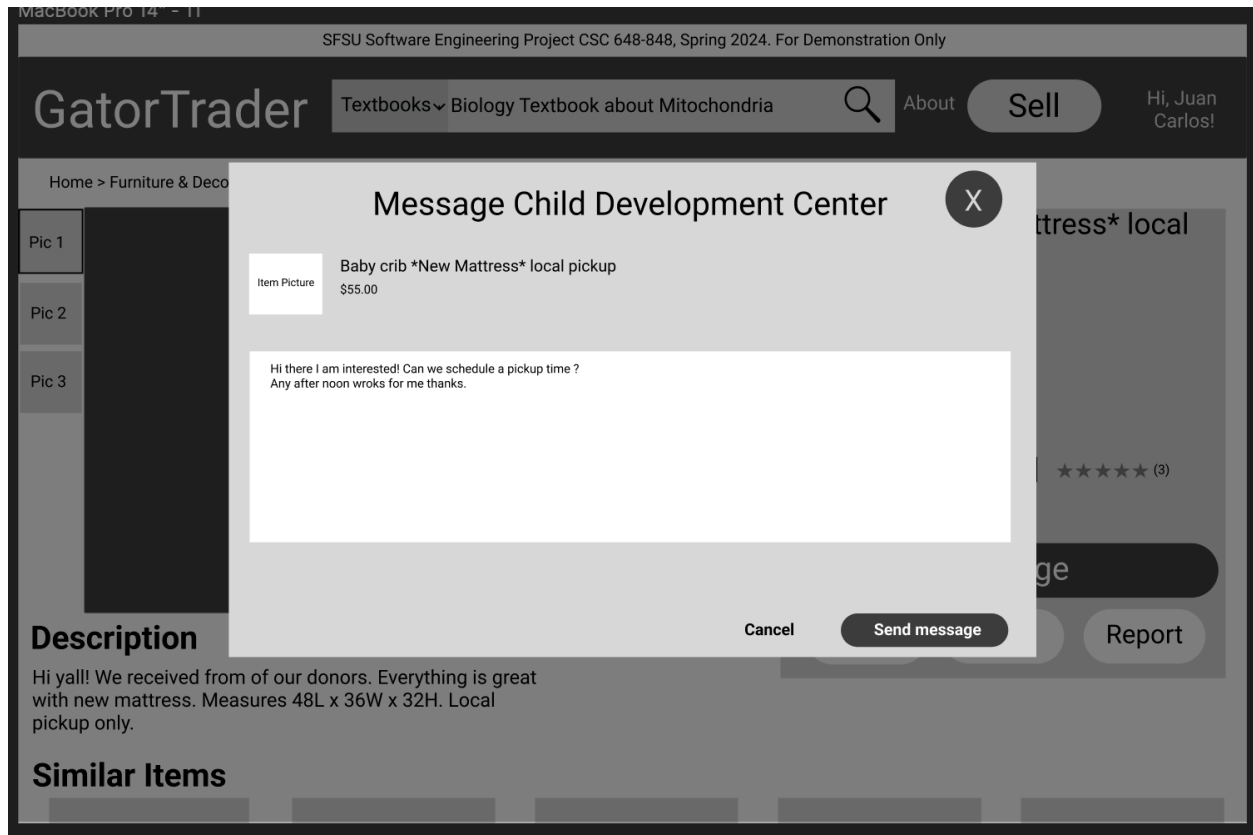 MacBook Pro 14" - 11
SFSU Software Engineering Project CSC 648-848, Spring 2024. For Demonstration Only
GatorTrader
Textbooks
Biology Textbook about Mitochondria
About
Sell
Hi, Juan
Carlos!
Home > Furniture & Deco
Message Child Development Center
X
ttress* local
Pic 1
Pic 2
Pic 3
Item Picture
Baby crib *New Mattress* local pickup
$55.00
Hi there I am interested! Can we schedule a pickup time ?
Any after noon wroks for me thanks.
(3)
ge
Cancel
Send message
Report
Description
Hi yall! We received from of our donors. Everything is great
with new mattress. Measures 48L x 36W x 32H. Local
pickup only.
Similar Items